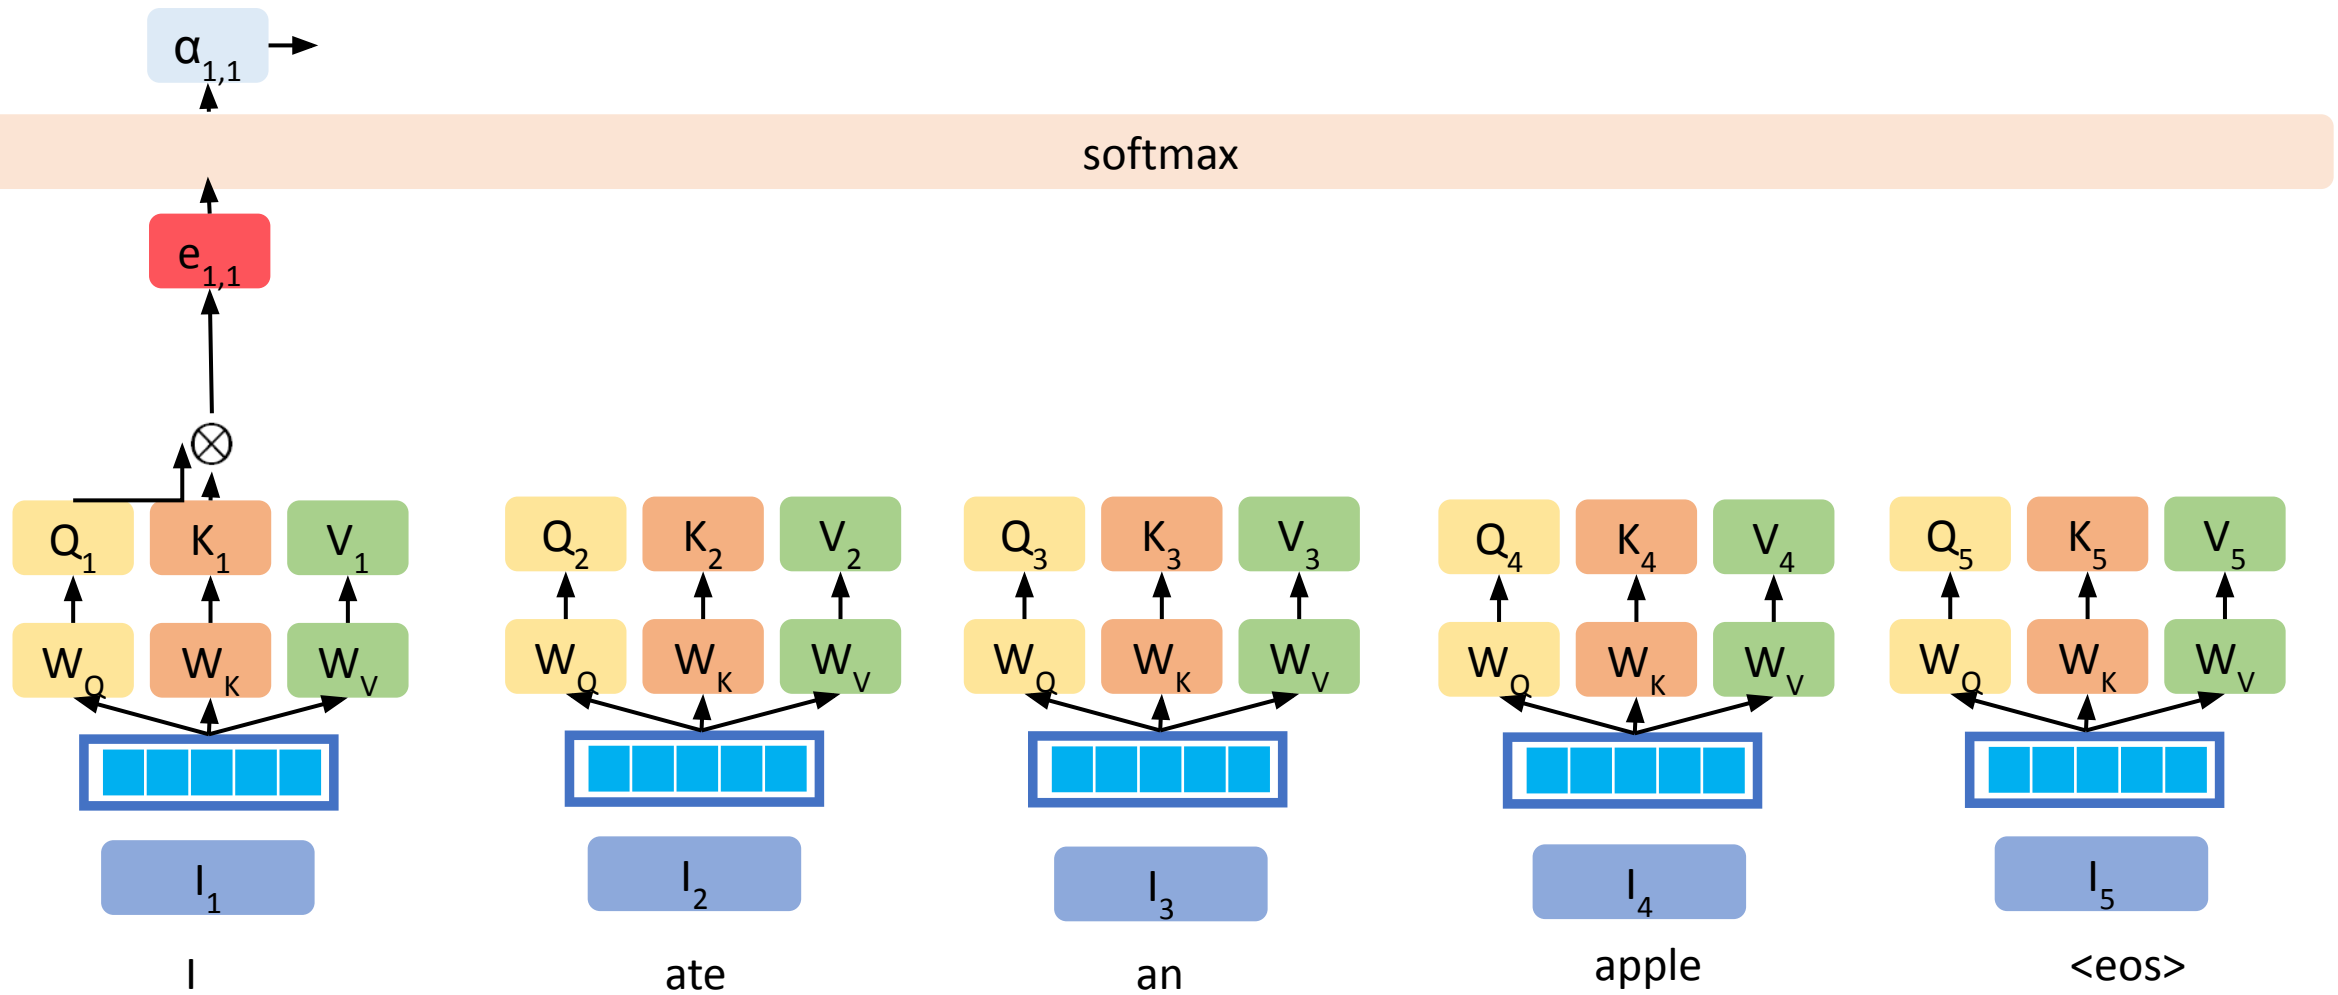 α1,1
softmax
e1,1
Q1 K1 V1 Q2 K2 V2 Q3 K3 V3 Q4 K4 V4 Q5 K5 V5
WQ WK WV WQ WK WV WQ WK WV WQ WK WV WQ WK WV
I1 I2 I3 I4 I5
I ate an apple <eos>